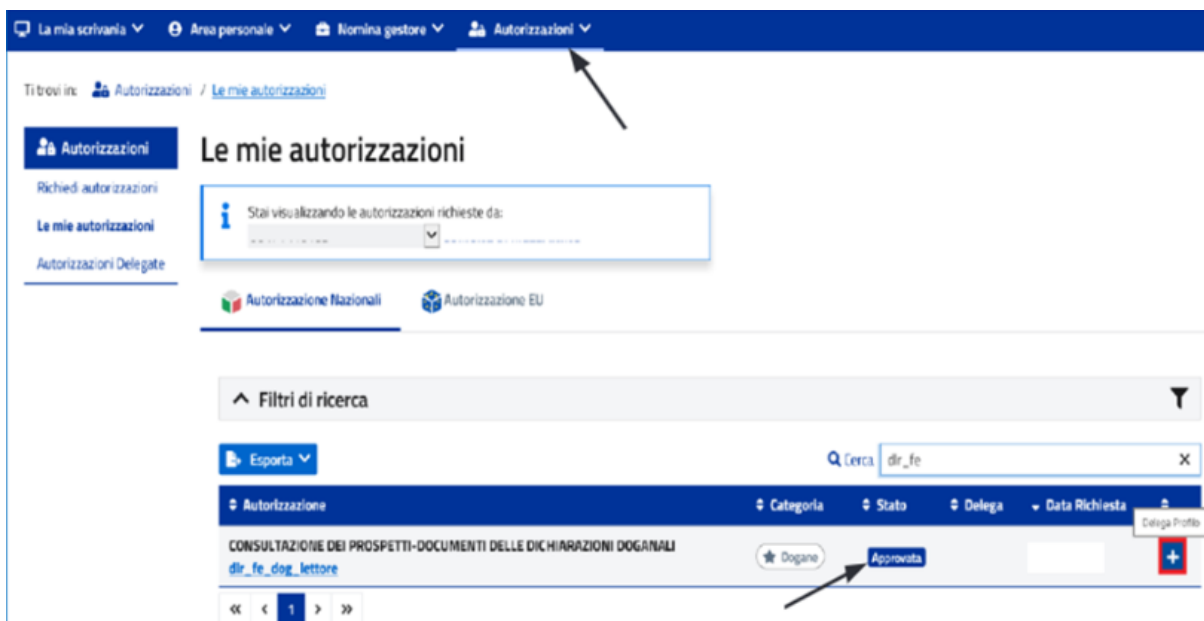 La mia scrivania Area personale Nomina gestore Autorizzazioni
Ti trovi in: Autorizzazioni / Le mie autorizzazioni
Autorizzazioni
Richiedi autorizzazioni
Le mie autorizzazioni
Autorizzazioni Delegate
Le mie autorizzazioni
Stai visualizzando le autorizzazioni richieste da:
Autorizzazione Nazionali Autorizzazione EU
Filtri di ricerca
Esporta
Cerca dlr_fe X
Autorizzazione Categoria Stato Delega Data Richiesta
Delega Profilo
CONSULTAZIONE DEI PROSPETTI-DOCUMENTI DELLE DICHIARAZIONI DOGANALI
dlr_fe_dog_lettore
Dogane Approvata +
« < 1 > »